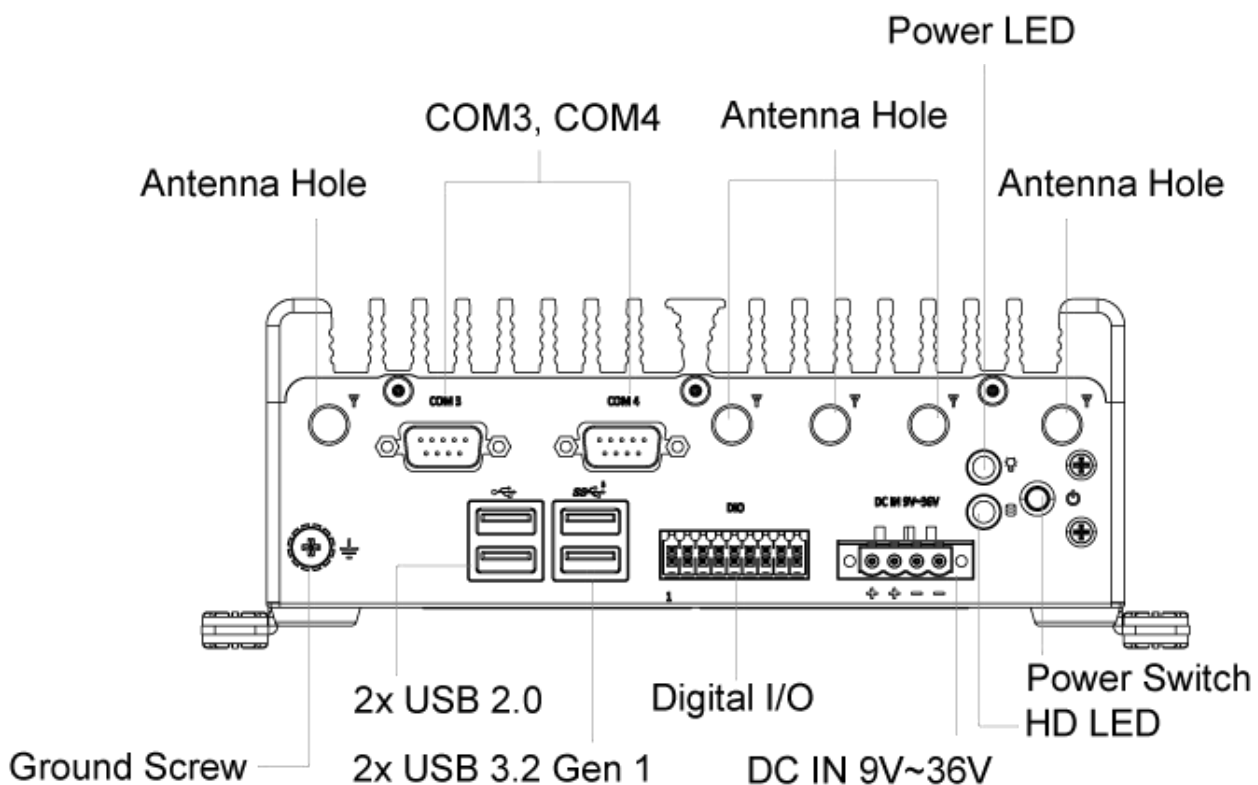 Power LED
COM3, COM4
Antenna Hole
Antenna Hole
Antenna Hole
COM 3
COM 4
DIO
DC IN 9V~36V
1
+ + − −
2x USB 2.0
Digital I/O
Power Switch
HD LED
Ground Screw
2x USB 3.2 Gen 1
DC IN 9V~36V